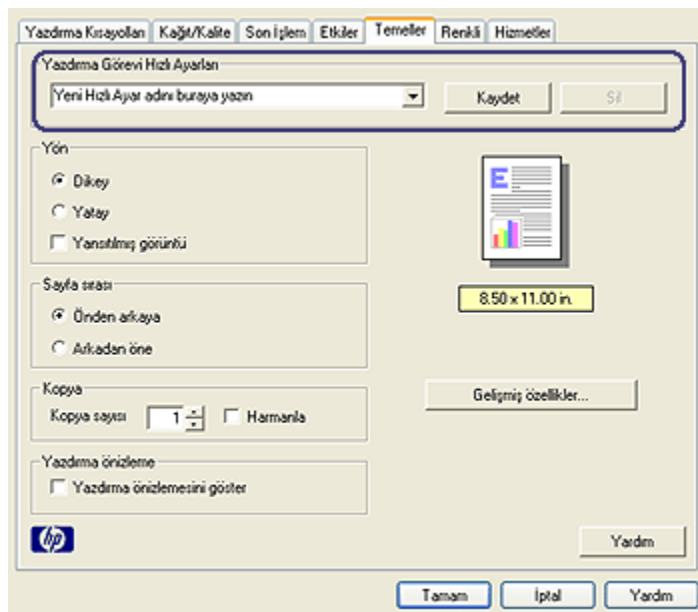 Yazdırma Kısayolları Kağıt/Kalite Son İşlem Etkiler Temeller Renkli Hizmetler
Yazdırma Görevi Hızlı Ayarları
Yeni Hızlı Ayar adını buraya yazın Kaydet Sil
Yön
Dikey
Yatay
Yansıtılmış görüntü
E
8.50 x 11.00 in.
Sayfa sırası
Önden arkaya
Arkadan öne
Gelişmiş özellikler...
Kopya
Kopya sayısı 1 Harmanla
Yazdırma önizleme
Yazdırma önizlemesini göster
hp
Yardım
Tamam İptal Yardım